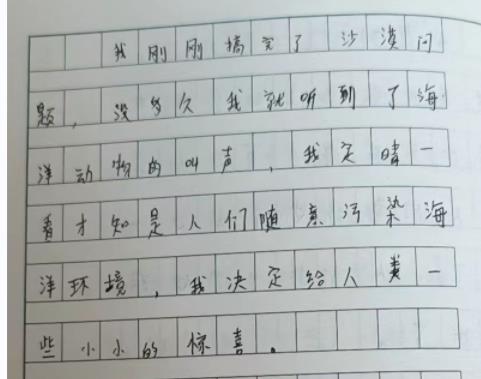 我刚刚搞完了沙漠问
题,没多久我就听到了海
洋动物的叫声,我定晴一
看才知是人们随意污染海
洋环境,我决定给人类一
些小小的惊喜。